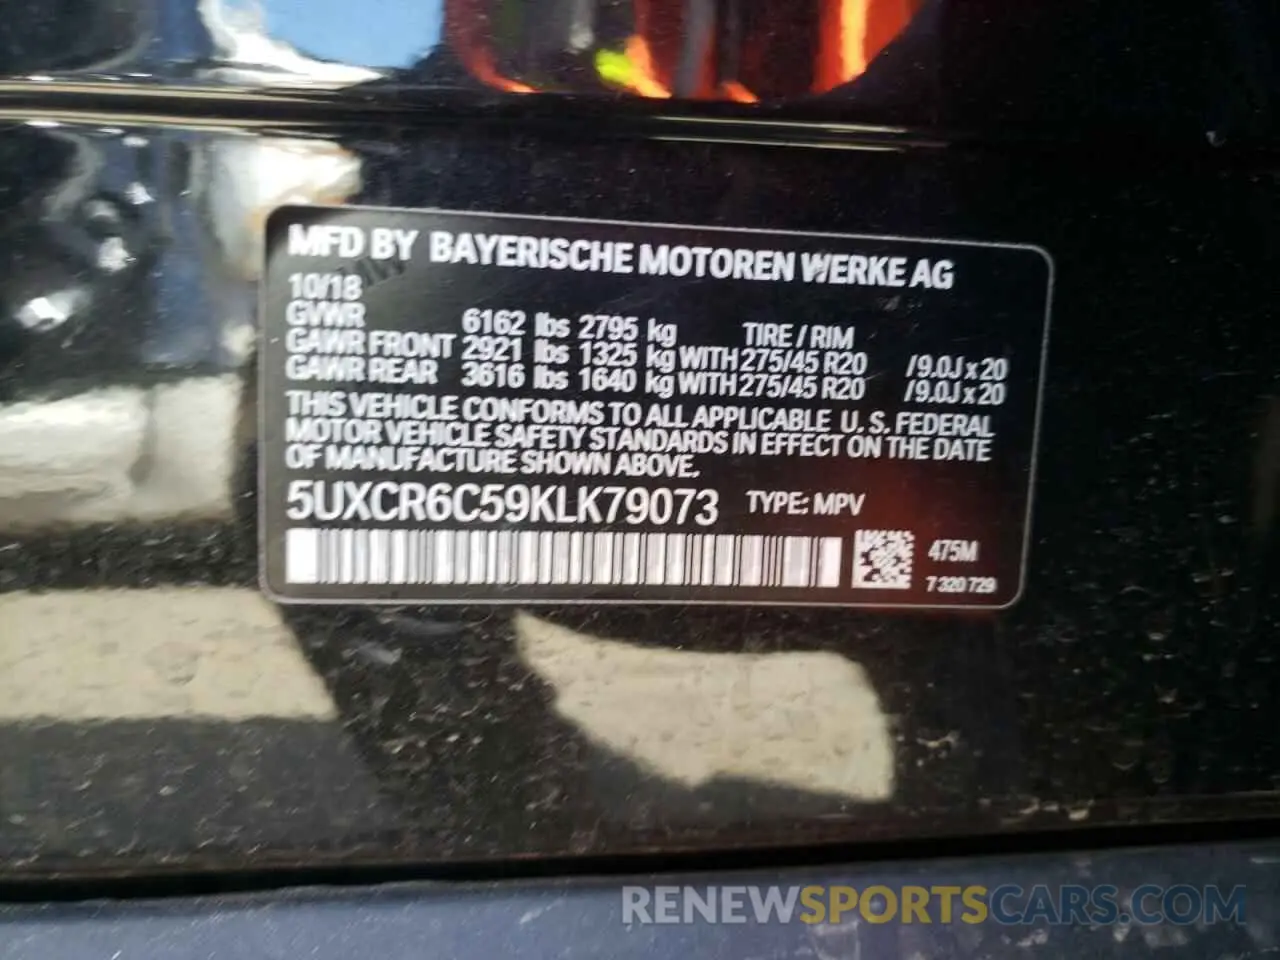 MFD BY BAYERISCHE MOTOREN WERKE AG
10/18
GVWR 6162 lbs 2795 kg TIRE / RIM
GAWR FRONT 2921 lbs 1325 kg WITH 275/45 R20 /9.0J x 20
GAWR REAR 3616 lbs 1640 kg WITH 275/45 R20 /9.0J x 20
THIS VEHICLE CONFORMS TO ALL APPLICABLE U.S. FEDERAL
MOTOR VEHICLE SAFETY STANDARDS IN EFFECT ON THE DATE
OF MANUFACTURE SHOWN ABOVE.
5UXCR6C59KLK79073 TYPE: MPV
475M
7 320 729
RENEWSPORTSCARS.COM